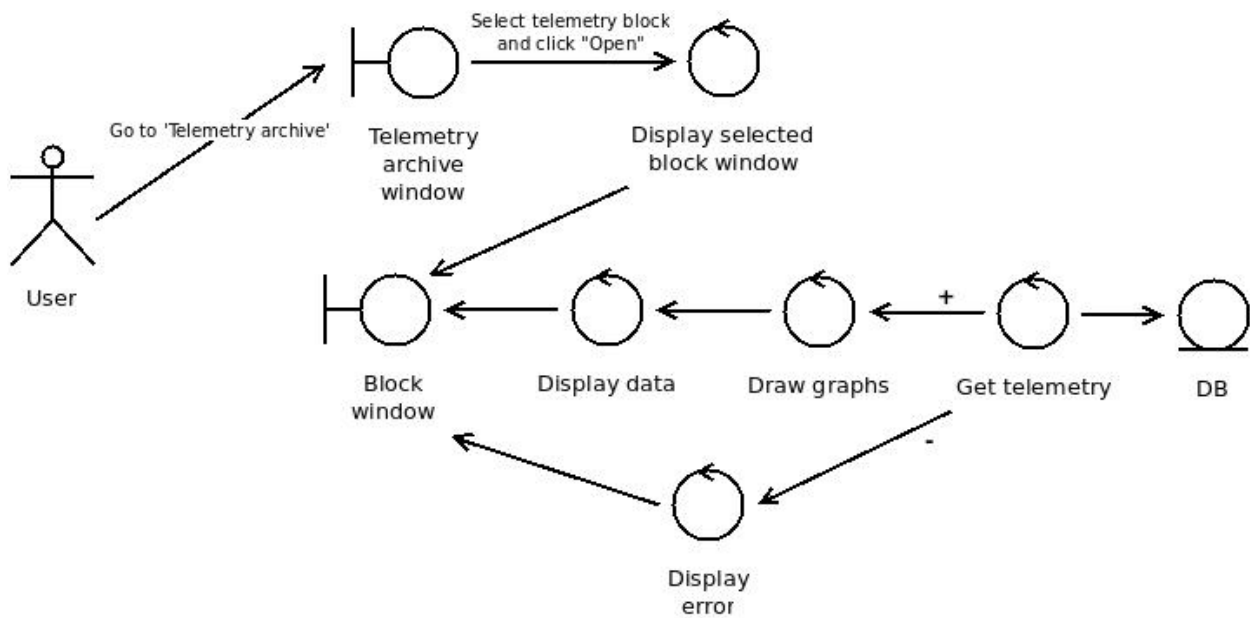 Select telemetry block
and click "Open"
Go to 'Telemetry archive'
Telemetry
archive
window
Display selected
block window
User
+
Block
window
Display data
Draw graphs
Get telemetry
DB
-
Display
error